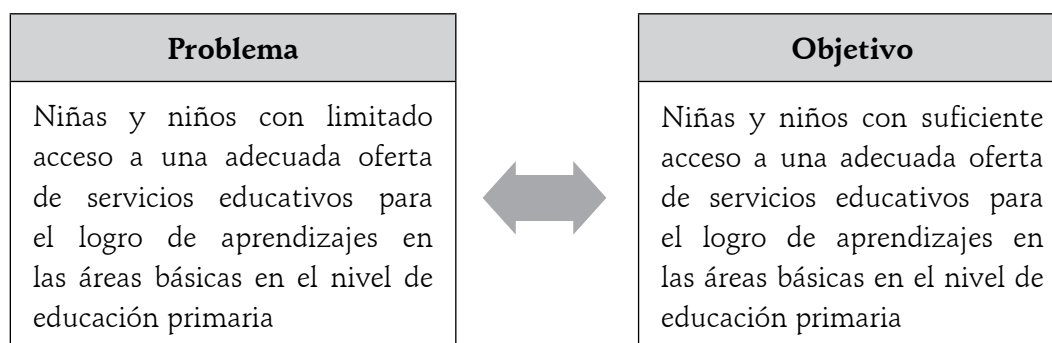 Problema
Niñas y niños con limitado
acceso a una adecuada oferta
de servicios educativos para
el logro de aprendizajes en
las áreas básicas en el nivel de
educación primaria
Objetivo
Niñas y niños con suficiente
acceso a una adecuada oferta
de servicios educativos para
el logro de aprendizajes en
las áreas básicas en el nivel de
educación primaria